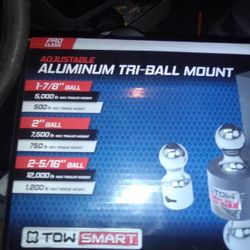 PRO
CLASS
ADJUSTABLE
ALUMINUM TRI-BALL MOUNT
1-7/8" BALL
5,000 lb MAX TRAILER WEIGHT
500 lb MAX TONGUE WEIGHT
2" BALL
7,500 lb MAX TRAILER WEIGHT
750 lb MAX TONGUE WEIGHT
2-5/16" BALL
12,000 lb MAX TRAILER WEIGHT
1,200 lb MAX TONGUE WEIGHT
TOW SMART